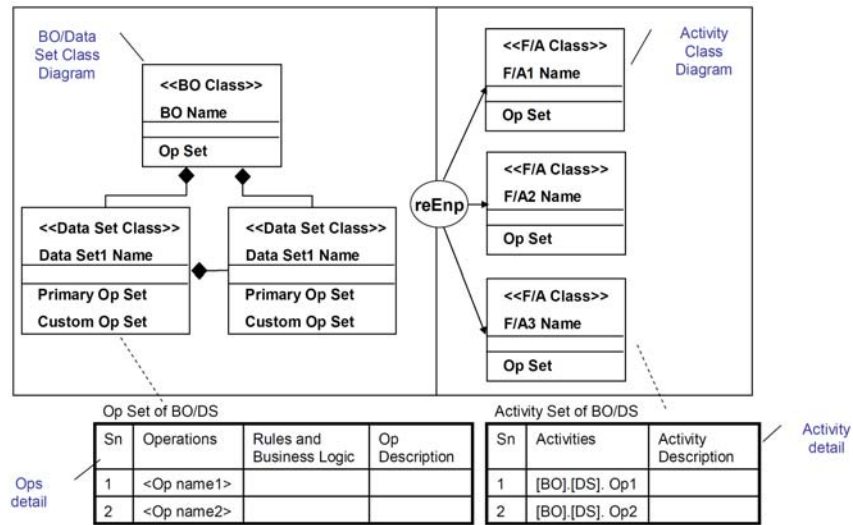 BO/Data
Set Class
Diagram
<<BO Class>>
BO Name
Op Set
<<Data Set Class>>
Data Set1 Name
Primary Op Set
Custom Op Set
<<Data Set Class>>
Data Set1 Name
Primary Op Set
Custom Op Set
reEnp
<<F/A Class>>
F/A1 Name
Op Set
<<F/A Class>>
F/A2 Name
Op Set
<<F/A Class>>
F/A3 Name
Op Set
Activity
Class
Diagram
Op Set of BO/DS
Sn Operations Rules and Business Logic Op Description
1 <Op name1>
2 <Op name2>
Ops
detail
Activity Set of BO/DS
Sn Activities Activity Description
1 [BO].[DS]. Op1
2 [BO].[DS]. Op2
Activity
detail